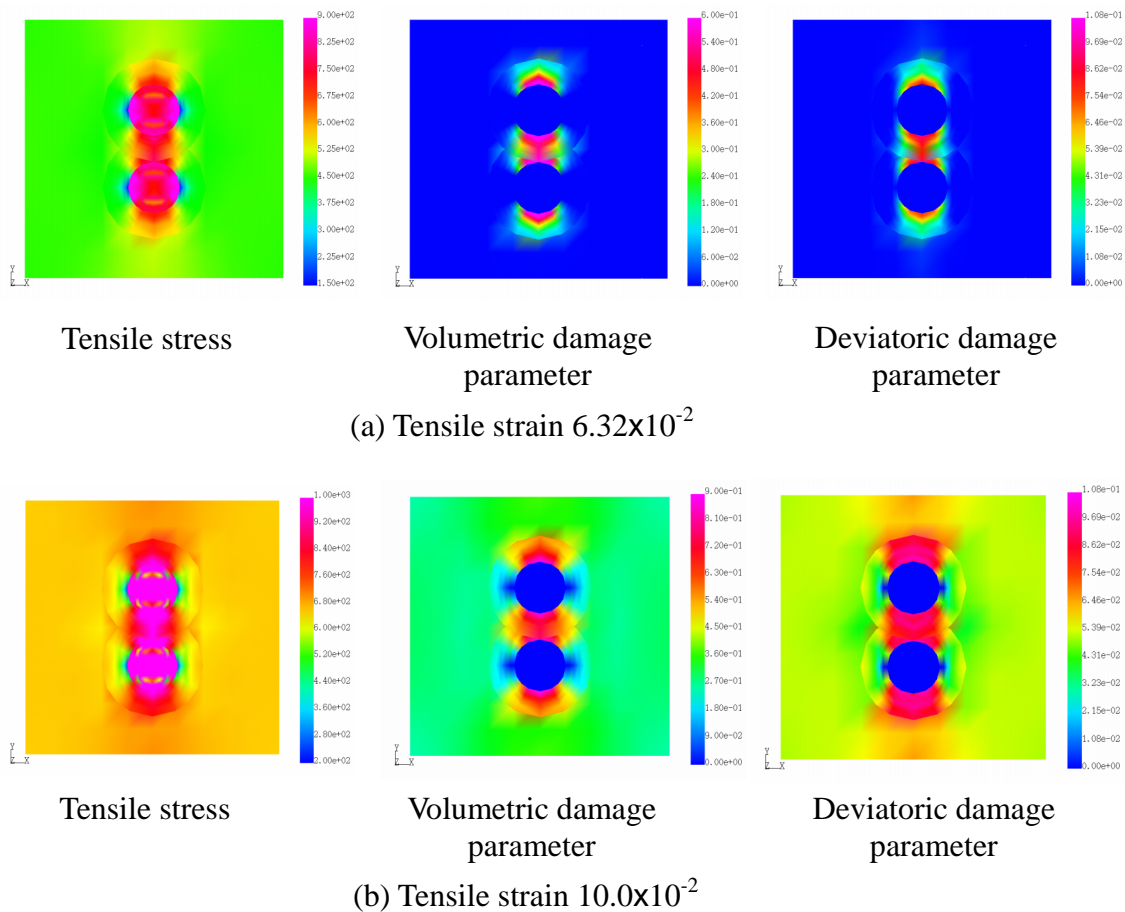 9.00e+02
8.25e+02
7.50e+02
6.75e+02
6.00e+02
5.25e+02
4.50e+02
3.75e+02
3.00e+02
2.25e+02
1.50e+02
Y
Z X
6.00e-01
5.40e-01
4.80e-01
4.20e-01
3.60e-01
3.00e-01
2.40e-01
1.80e-01
1.20e-01
6.00e-02
0.00e+00
Y
Z X
1.08e-01
9.69e-02
8.62e-02
7.54e-02
6.46e-02
5.39e-02
4.31e-02
3.23e-02
2.15e-02
1.08e-02
0.00e+00
Y
Z X
Tensile stress
Volumetric damage
parameter
Deviatoric damage
parameter
(a) Tensile strain 6.32x10⁻²
1.00e+03
9.20e+02
8.40e+02
7.60e+02
6.80e+02
6.00e+02
5.20e+02
4.40e+02
3.60e+02
2.80e+02
2.00e+02
Y
Z X
9.00e-01
8.10e-01
7.20e-01
6.30e-01
5.40e-01
4.50e-01
3.60e-01
2.70e-01
1.80e-01
9.00e-02
0.00e+00
Y
Z X
1.08e-01
9.69e-02
8.62e-02
7.54e-02
6.46e-02
5.39e-02
4.31e-02
3.23e-02
2.15e-02
1.08e-02
0.00e+00
Y
Z X
Tensile stress
Volumetric damage
parameter
Deviatoric damage
parameter
(b) Tensile strain 10.0x10⁻²